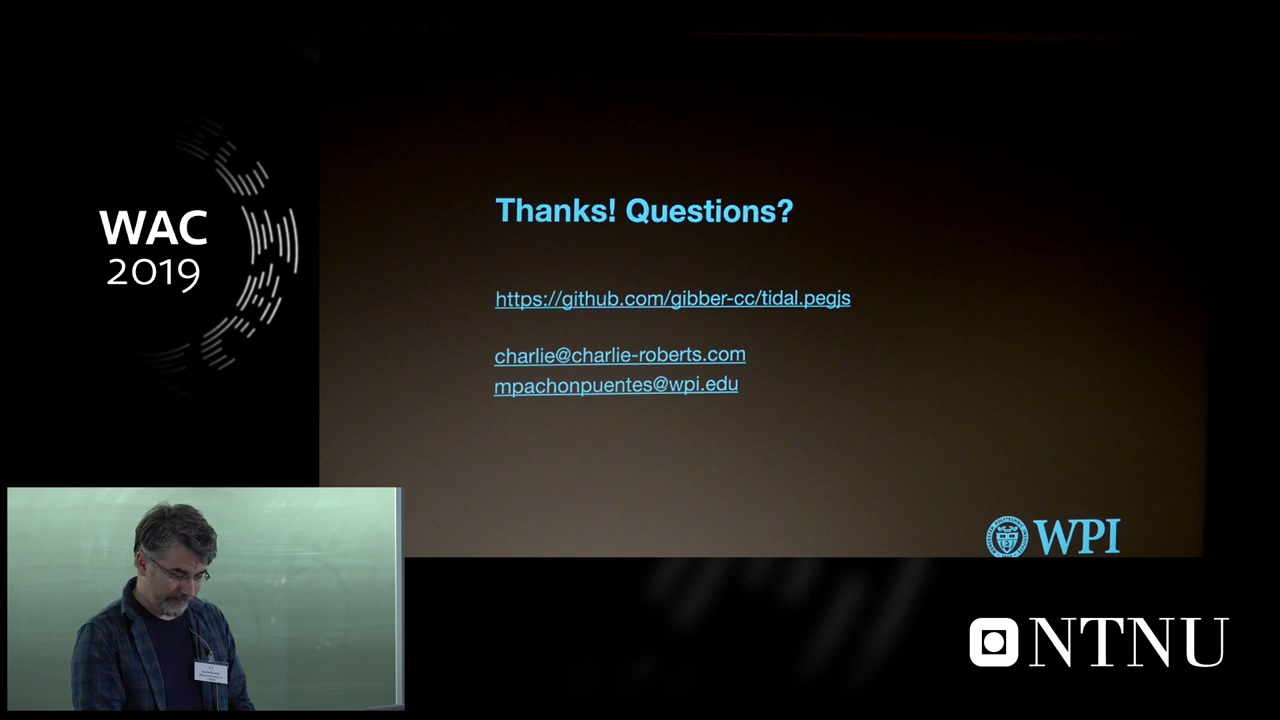 WAC
2019
Thanks! Questions?
https://github.com/gibber-cc/tidal.pegjs
charlie@charlie-roberts.com
mpachonpuentes@wpi.edu
WPI
NTNU